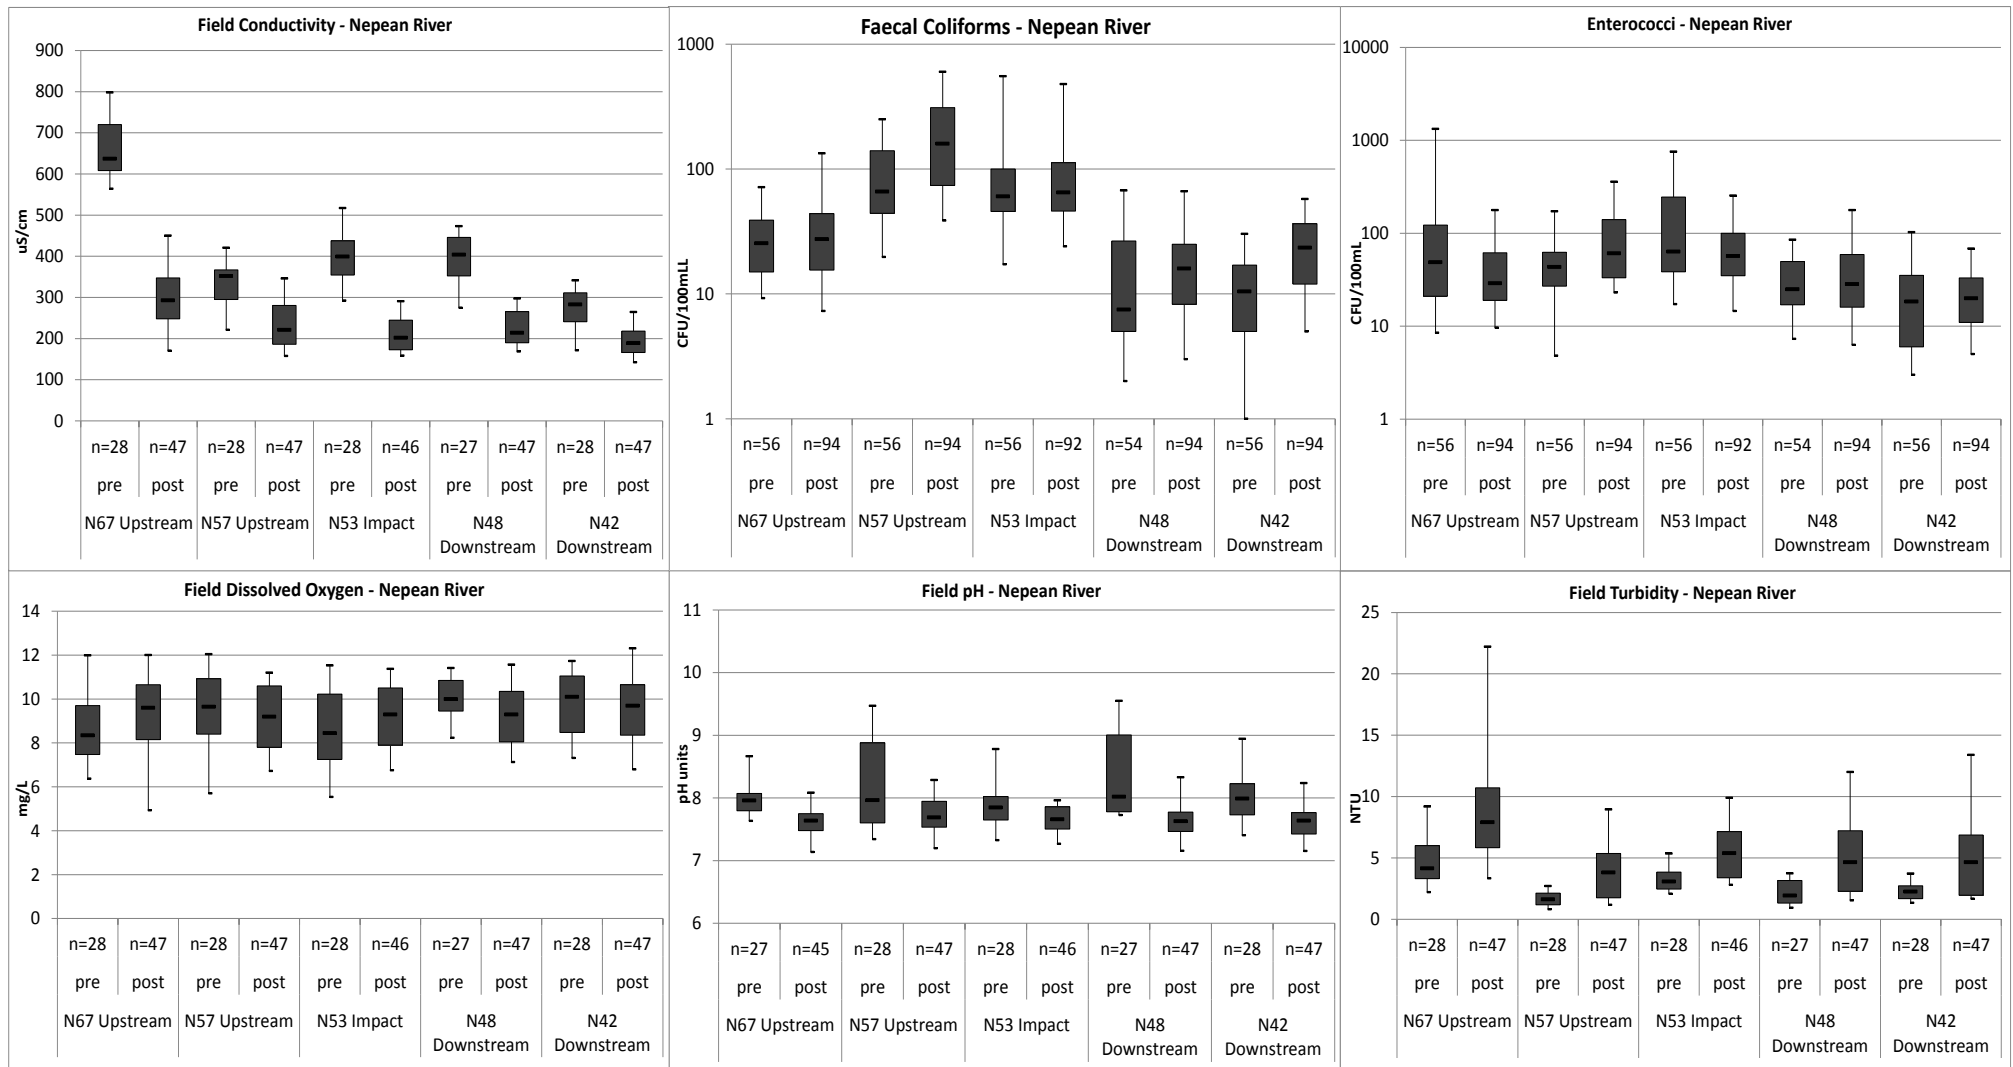 Field Conductivity - Nepean River
900
800
700
600
500
400
300
200
100
0
uS/cm
n=28 n=47 n=28 n=47 n=28 n=46 n=27 n=47 n=28 n=47
pre post pre post pre post pre post pre post
N67 Upstream N57 Upstream N53 Impact N48 Downstream N42 Downstream
Faecal Coliforms - Nepean River
1000
100
10
1
CFU/100mLL
n=56 n=94 n=56 n=94 n=56 n=92 n=54 n=94 n=56 n=94
pre post pre post pre post pre post pre post
N67 Upstream N57 Upstream N53 Impact N48 Downstream N42 Downstream
Enterococci - Nepean River
10000
1000
100
10
1
CFU/100mL
n=56 n=94 n=56 n=94 n=56 n=92 n=54 n=94 n=56 n=94
pre post pre post pre post pre post pre post
N67 Upstream N57 Upstream N53 Impact N48 Downstream N42 Downstream
Field Dissolved Oxygen - Nepean River
14
12
10
8
6
4
2
0
mg/L
n=28 n=47 n=28 n=47 n=28 n=46 n=27 n=47 n=28 n=47
pre post pre post pre post pre post pre post
N67 Upstream N57 Upstream N53 Impact N48 Downstream N42 Downstream
Field pH - Nepean River
11
10
9
8
7
6
pH units
n=27 n=45 n=28 n=47 n=28 n=46 n=27 n=47 n=28 n=47
pre post pre post pre post pre post pre post
N67 Upstream N57 Upstream N53 Impact N48 Downstream N42 Downstream
Field Turbidity - Nepean River
25
20
15
10
5
0
NTU
n=28 n=47 n=28 n=47 n=28 n=46 n=27 n=47 n=28 n=47
pre post pre post pre post pre post pre post
N67 Upstream N57 Upstream N53 Impact N48 Downstream N42 Downstream